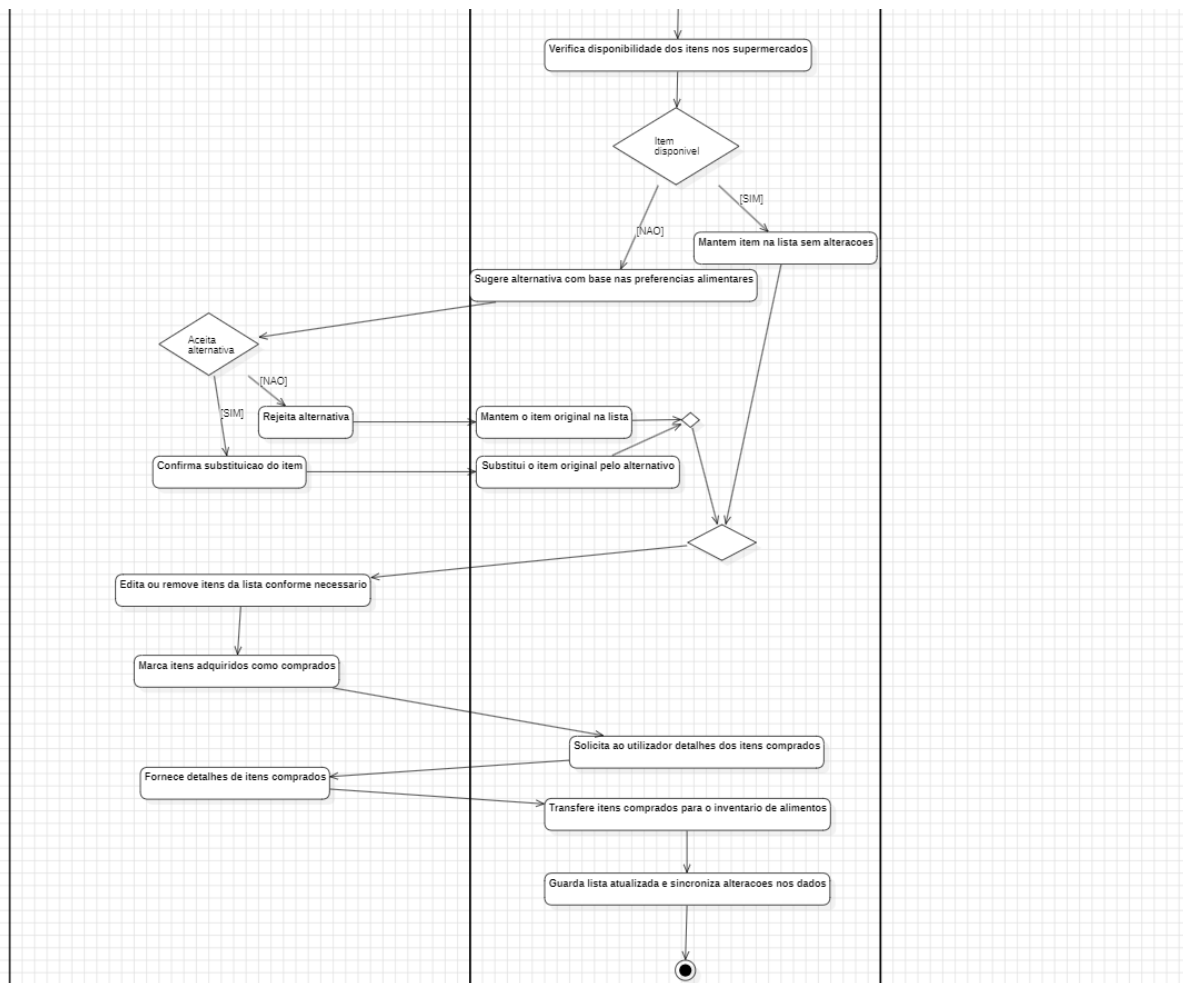 Verifica disponibilidade dos itens nos supermercados
Item
disponivel
[SIM]
[NAO]
Mantem item na lista sem alteracoes
Sugere alternativa com base nas preferencias alimentares
Aceita
alternativa
[NAO]
[SIM]
Rejeita alternativa
Mantem o item original na lista
Confirma substituicao do item
Substitui o item original pelo alternativo
Edita ou remove itens da lista conforme necessario
Marca itens adquiridos como comprados
Solicita ao utilizador detalhes dos itens comprados
Fornece detalhes de itens comprados
Transfere itens comprados para o inventario de alimentos
Guarda lista atualizada e sincroniza alteracoes nos dados